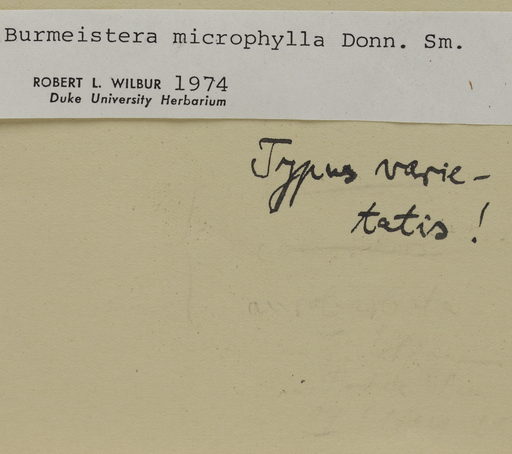 Burmeistera microphylla Donn. Sm.
ROBERT L. WILBUR 1974
Duke University Herbarium
Typus varie-
tatis!